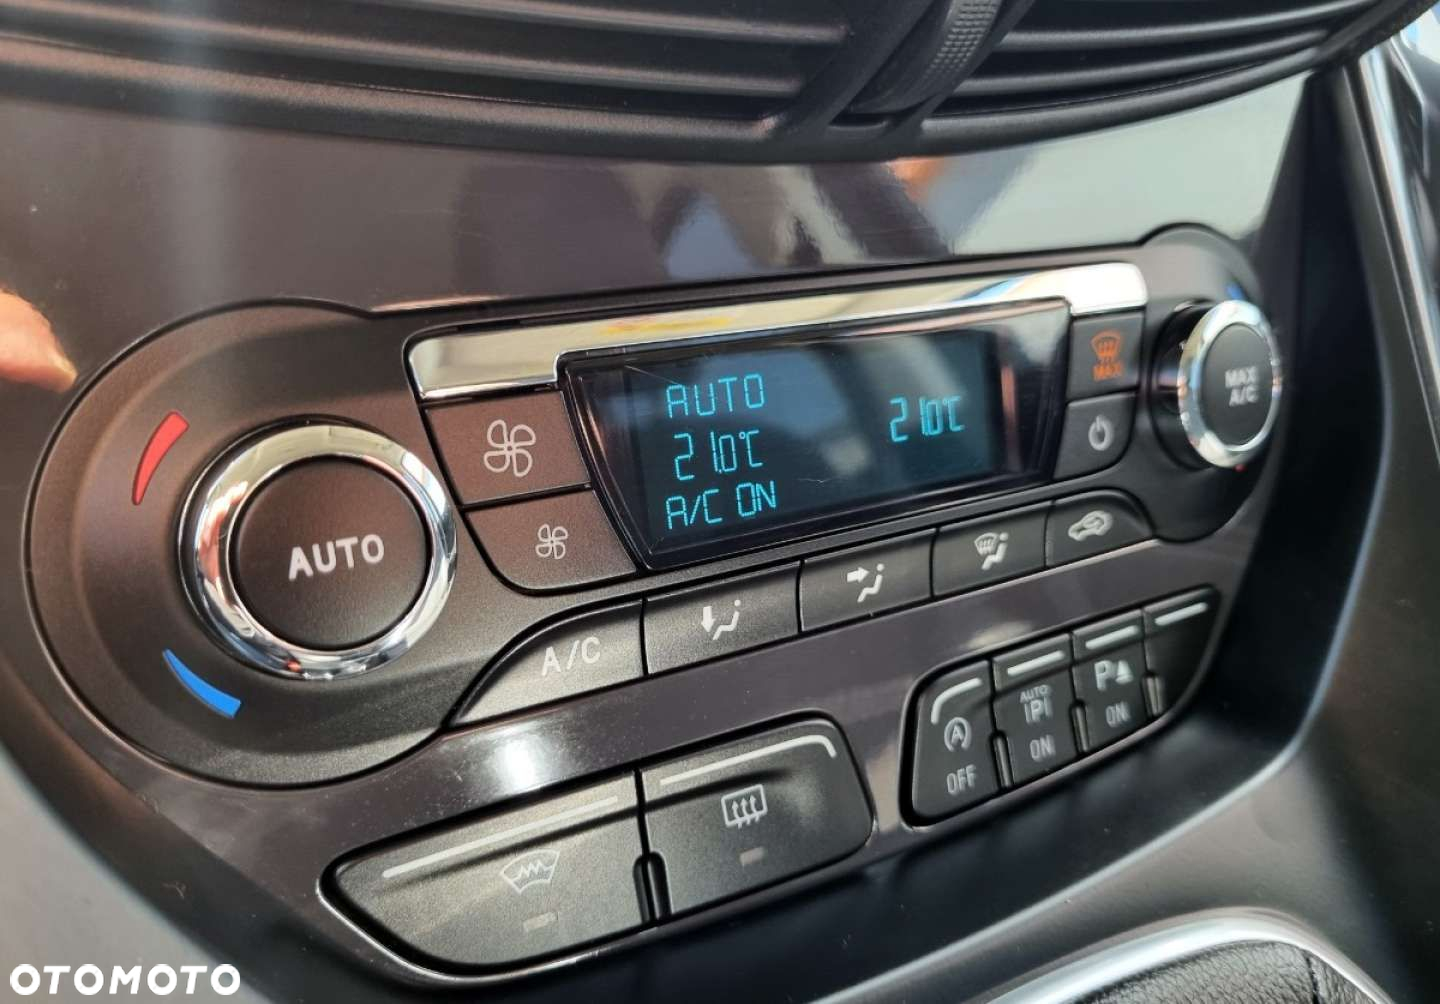 AUTO
21.0°C
21.0°C
A/C ON
MAX
MAX
A/C
AUTO
A/C
A
OFF
AUTO
P
ON
P
ON
OTOMOTO